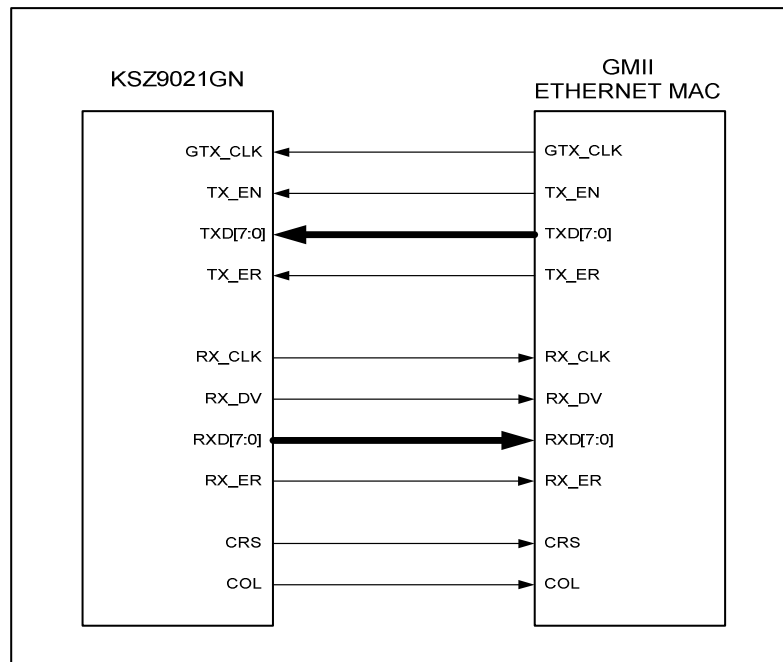 KSZ9021GN
GMII
ETHERNET MAC
GTX_CLK GTX_CLK
TX_EN TX_EN
TXD[7:0] TXD[7:0]
TX_ER TX_ER
RX_CLK RX_CLK
RX_DV RX_DV
RXD[7:0] RXD[7:0]
RX_ER RX_ER
CRS CRS
COL COL